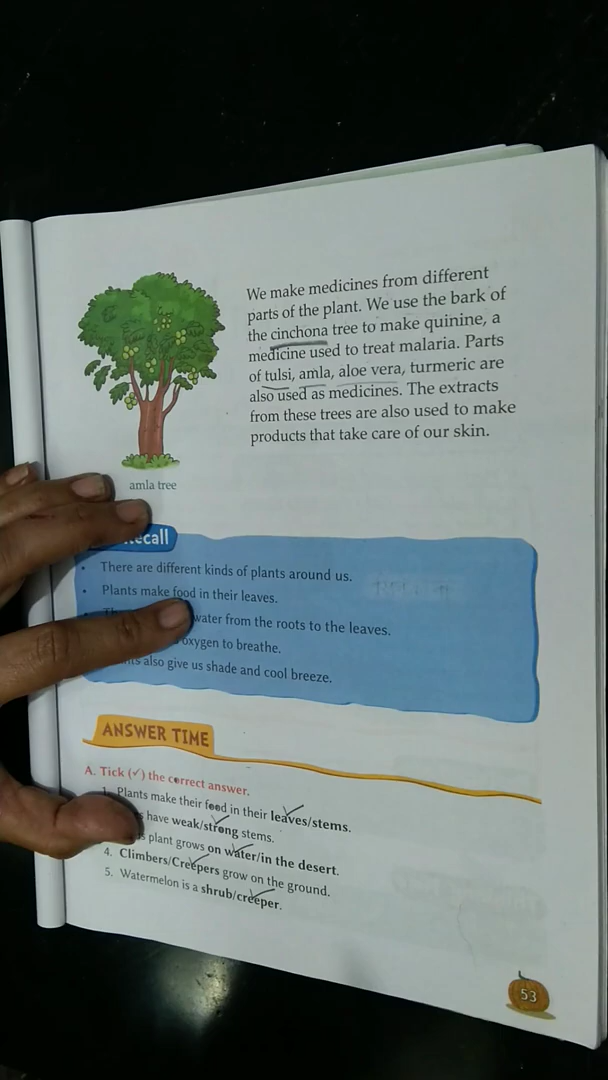 We make medicines from different
parts of the plant. We use the bark of
the cinchona tree to make quinine, a
medicine used to treat malaria. Parts
of tulsi, amla, aloe vera, turmeric are
also used as medicines. The extracts
from these trees are also used to make
products that take care of our skin.
amla tree
ecall
• There are different kinds of plants around us.
• Plants make food in their leaves.
water from the roots to the leaves.
oxygen to breathe.
also give us shade and cool breeze.
ANSWER TIME
A. Tick (✓) the correct answer.
1. Plants make their food in their leaves/stems.
have weak/strong stems.
plant grows on water/in the desert.
4. Climbers/Creepers grow on the ground.
5. Watermelon is a shrub/creeper.
53